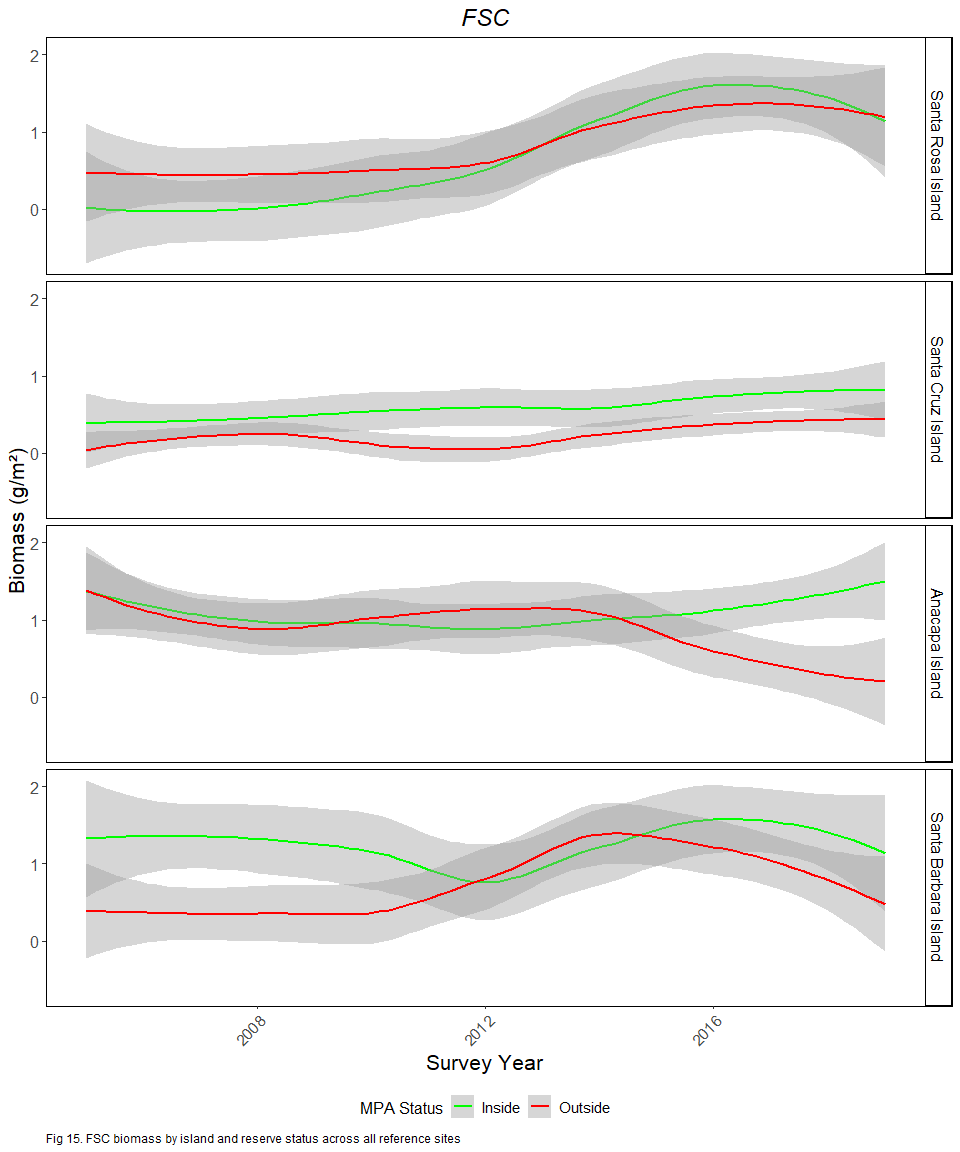 FSC
2
1
0
Santa Rosa Island
2
1
0
Santa Cruz Island
2
1
0
Anacapa Island
2
1
0
Santa Barbara Island
Biomass (g/m²)
2008
2012
2016
Survey Year
MPA Status Inside Outside
Fig 15. FSC biomass by island and reserve status across all reference sites